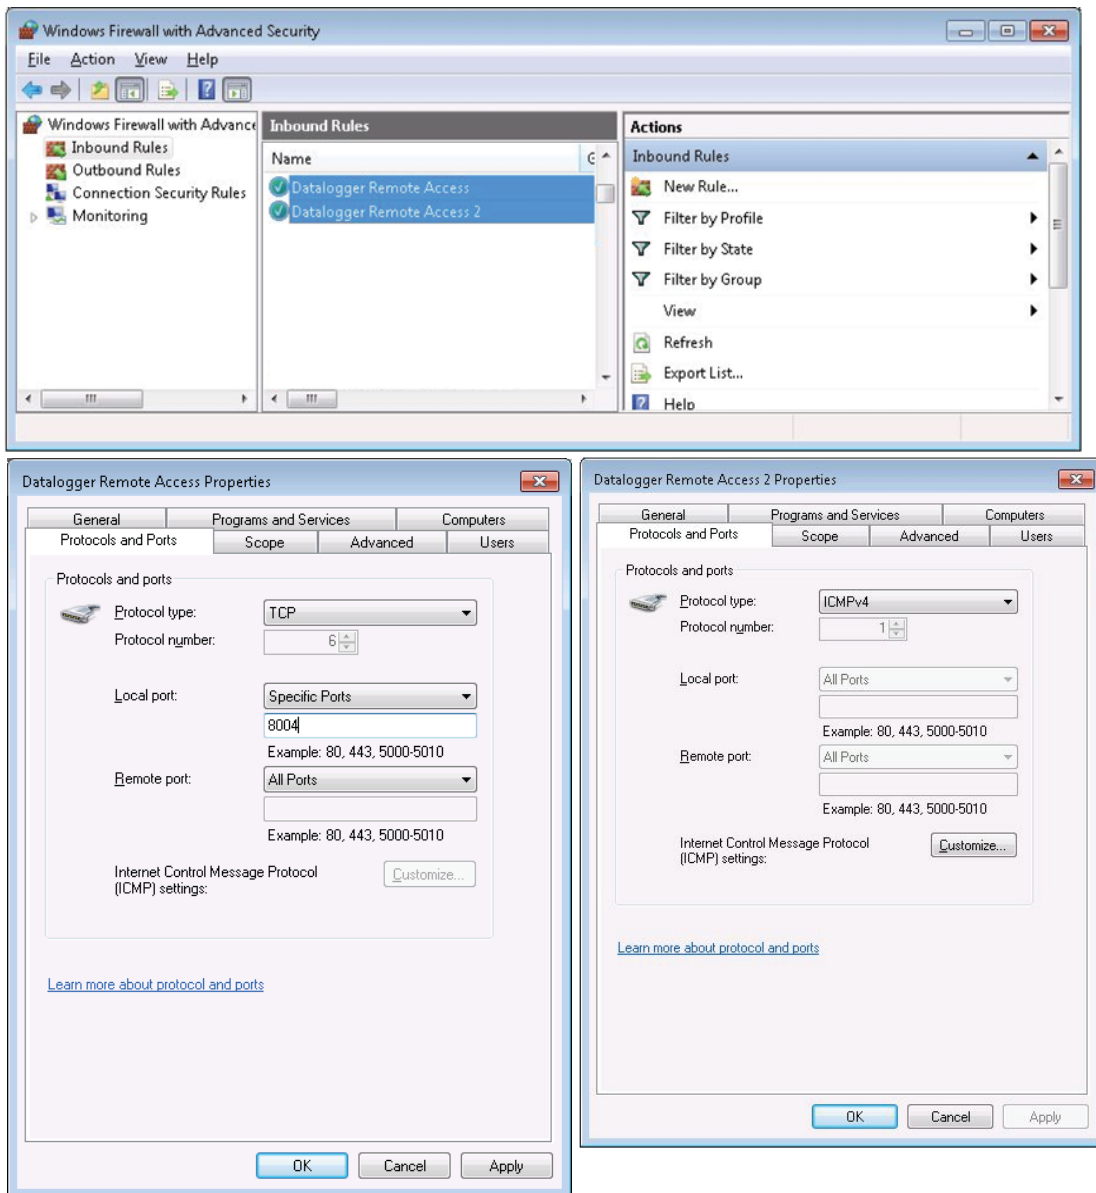 Windows Firewall with Advanced Security
File Action View Help
Windows Firewall with Advance
Inbound Rules
Outbound Rules
Connection Security Rules
Monitoring
Inbound Rules
Name
Datalogger Remote Access
Datalogger Remote Access 2
Actions
Inbound Rules
New Rule...
Filter by Profile
Filter by State
Filter by Group
View
Refresh
Export List...
Help
Datalogger Remote Access Properties
General Programs and Services Computers
Protocols and Ports Scope Advanced Users
Protocols and ports
Protocol type: TCP
Protocol number: 6
Local port: Specific Ports
8004
Example: 80, 443, 5000-5010
Remote port: All Ports
Example: 80, 443, 5000-5010
Internet Control Message Protocol
(ICMP) settings:
Customize...
Learn more about protocol and ports
OK Cancel Apply
Datalogger Remote Access 2 Properties
General Programs and Services Computers
Protocols and Ports Scope Advanced Users
Protocols and ports
Protocol type: ICMPv4
Protocol number: 1
Local port: All Ports
Example: 80, 443, 5000-5010
Remote port: All Ports
Example: 80, 443, 5000-5010
Internet Control Message Protocol
(ICMP) settings:
Customize...
Learn more about protocol and ports
OK Cancel Apply